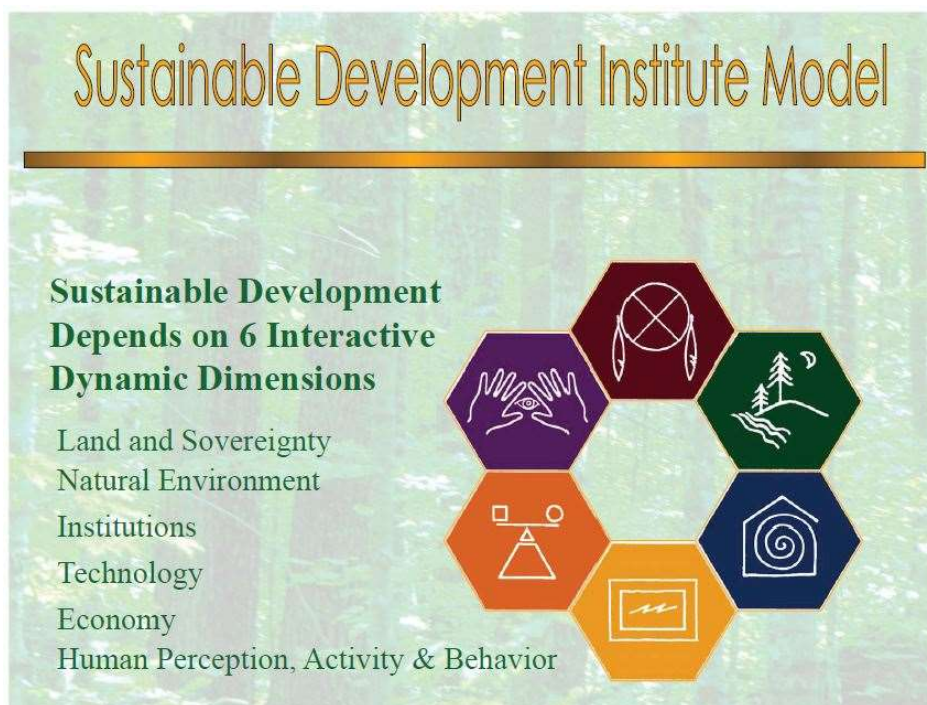 Sustainable Development Institute Model
Sustainable Development
Depends on 6 Interactive
Dynamic Dimensions
Land and Sovereignty
Natural Environment
Institutions
Technology
Economy
Human Perception, Activity & Behavior